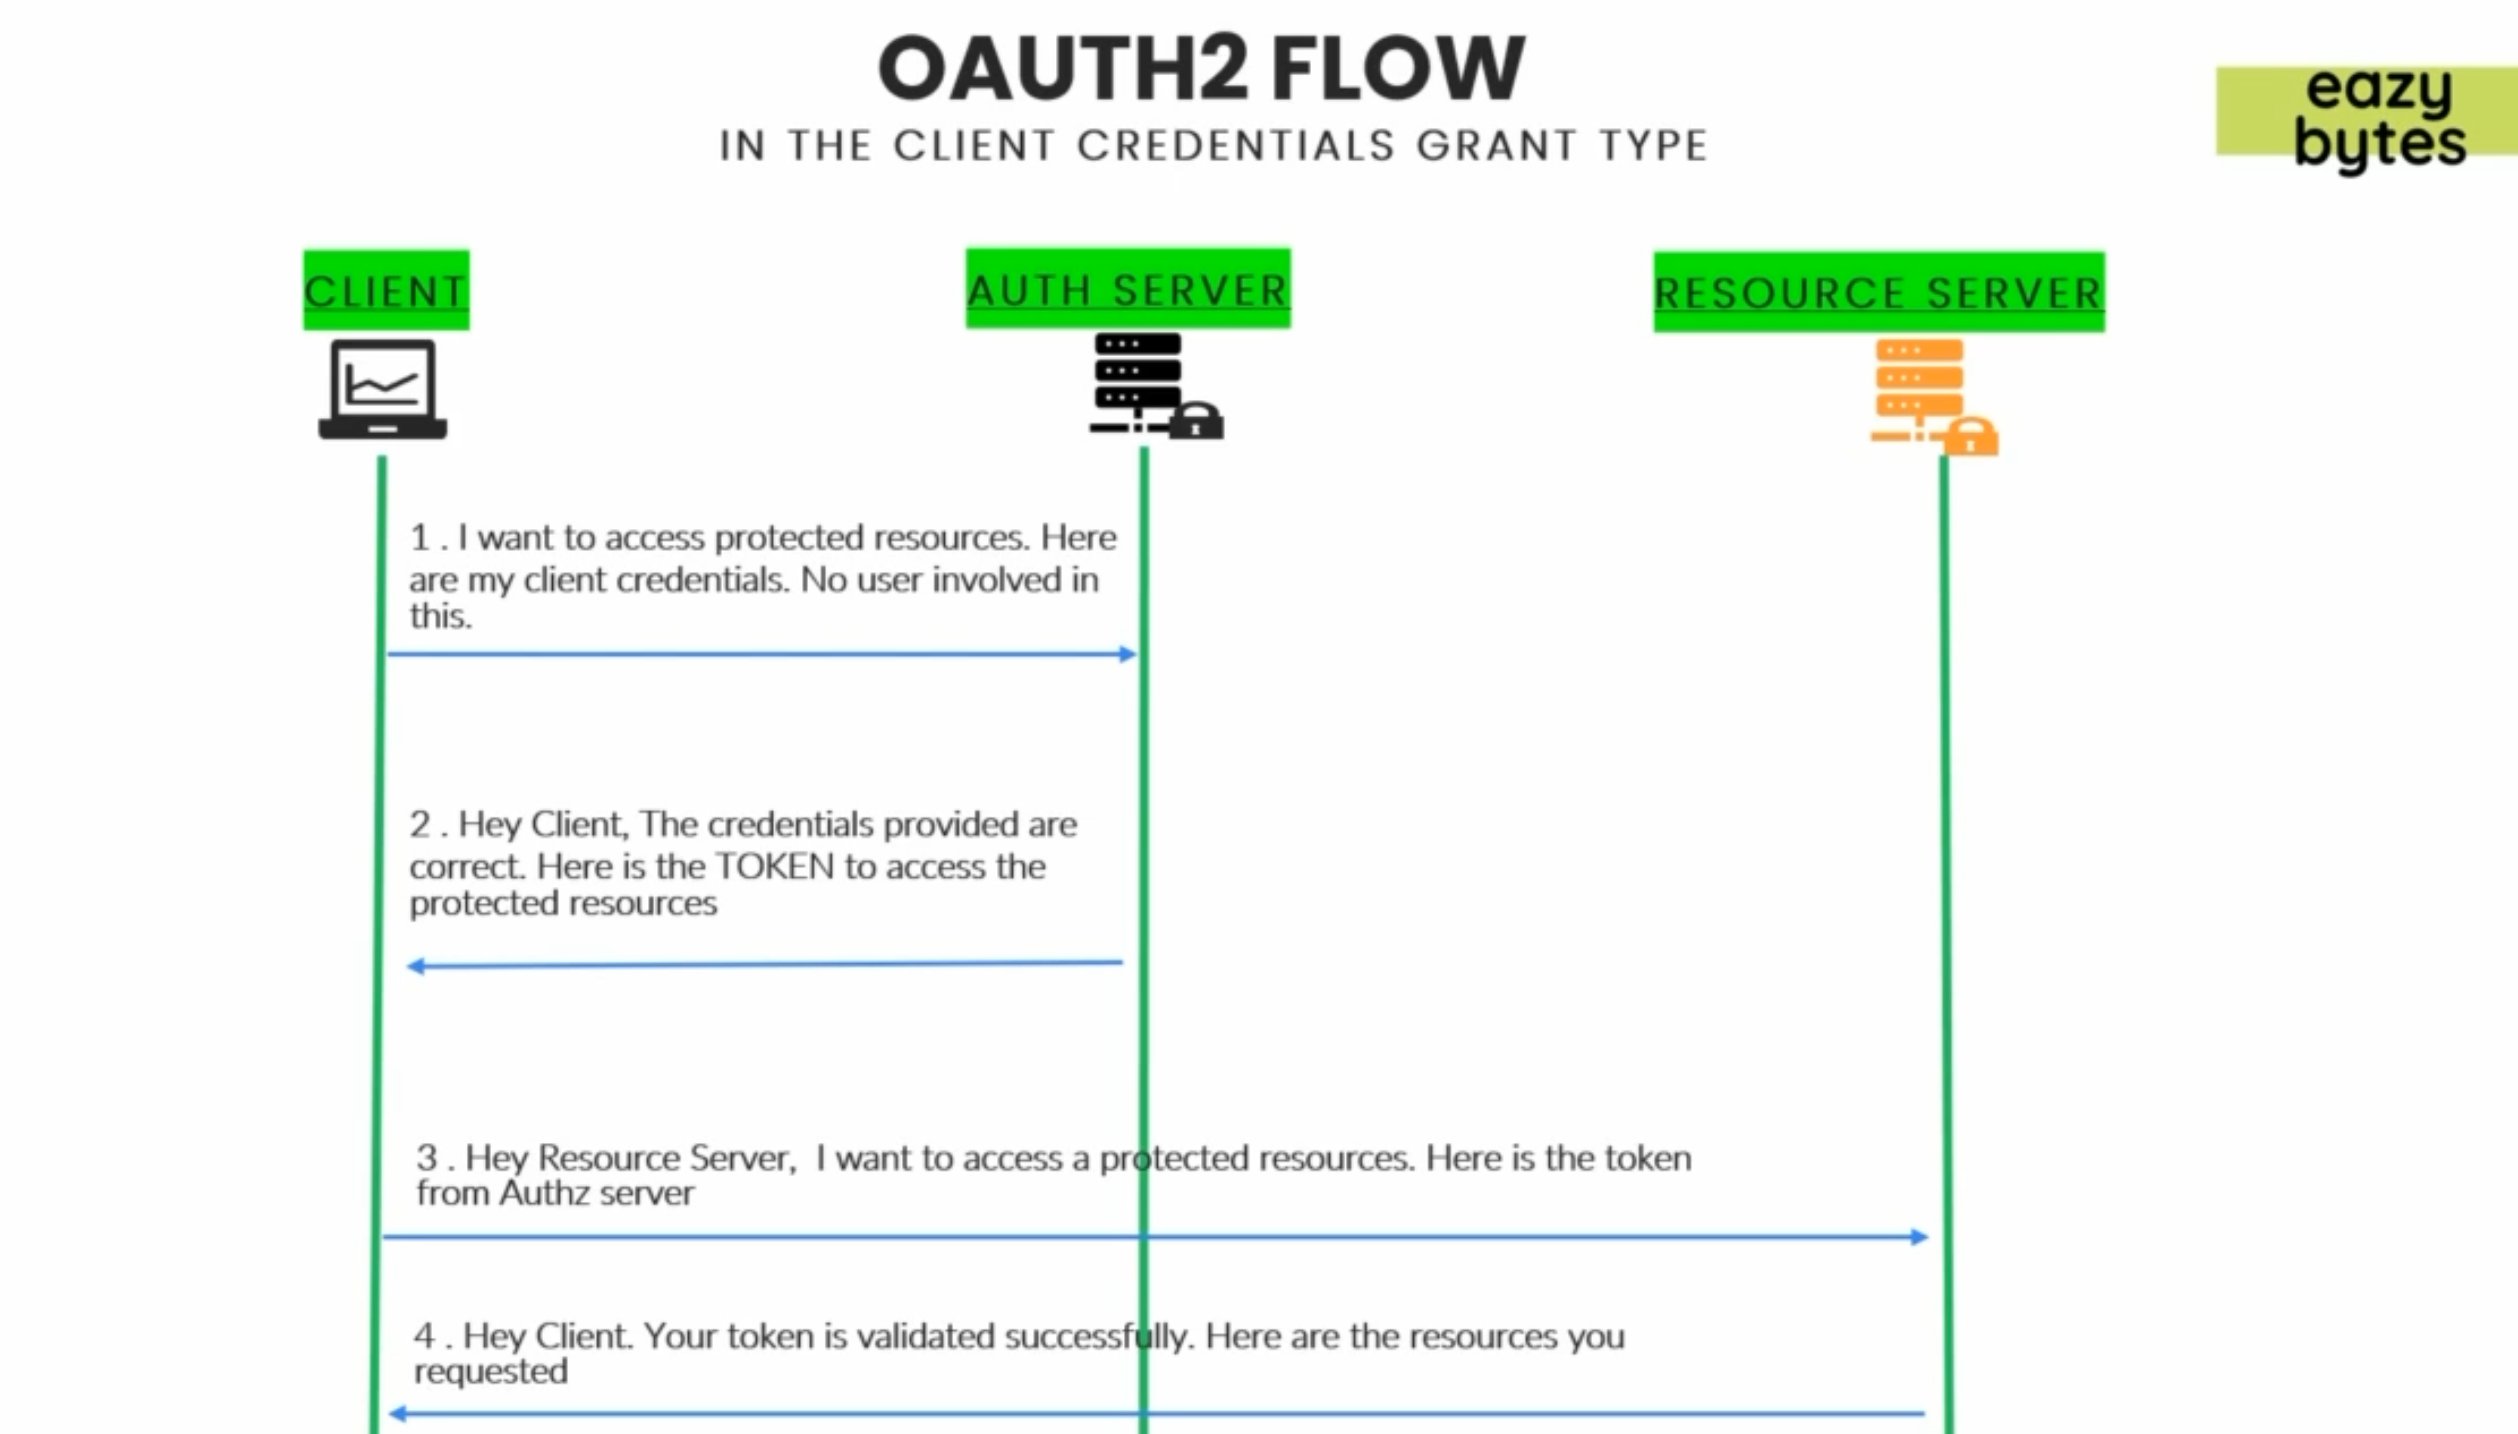 OAUTH2 FLOW
IN THE CLIENT CREDENTIALS GRANT TYPE
eazy
bytes
CLIENT
AUTH SERVER
RESOURCE SERVER
1 . I want to access protected resources. Here
are my client credentials. No user involved in
this.
2 . Hey Client, The credentials provided are
correct. Here is the TOKEN to access the
protected resources
3 . Hey Resource Server,  I want to access a protected resources. Here is the token
from Authz server
4 . Hey Client. Your token is validated successfully. Here are the resources you
requested